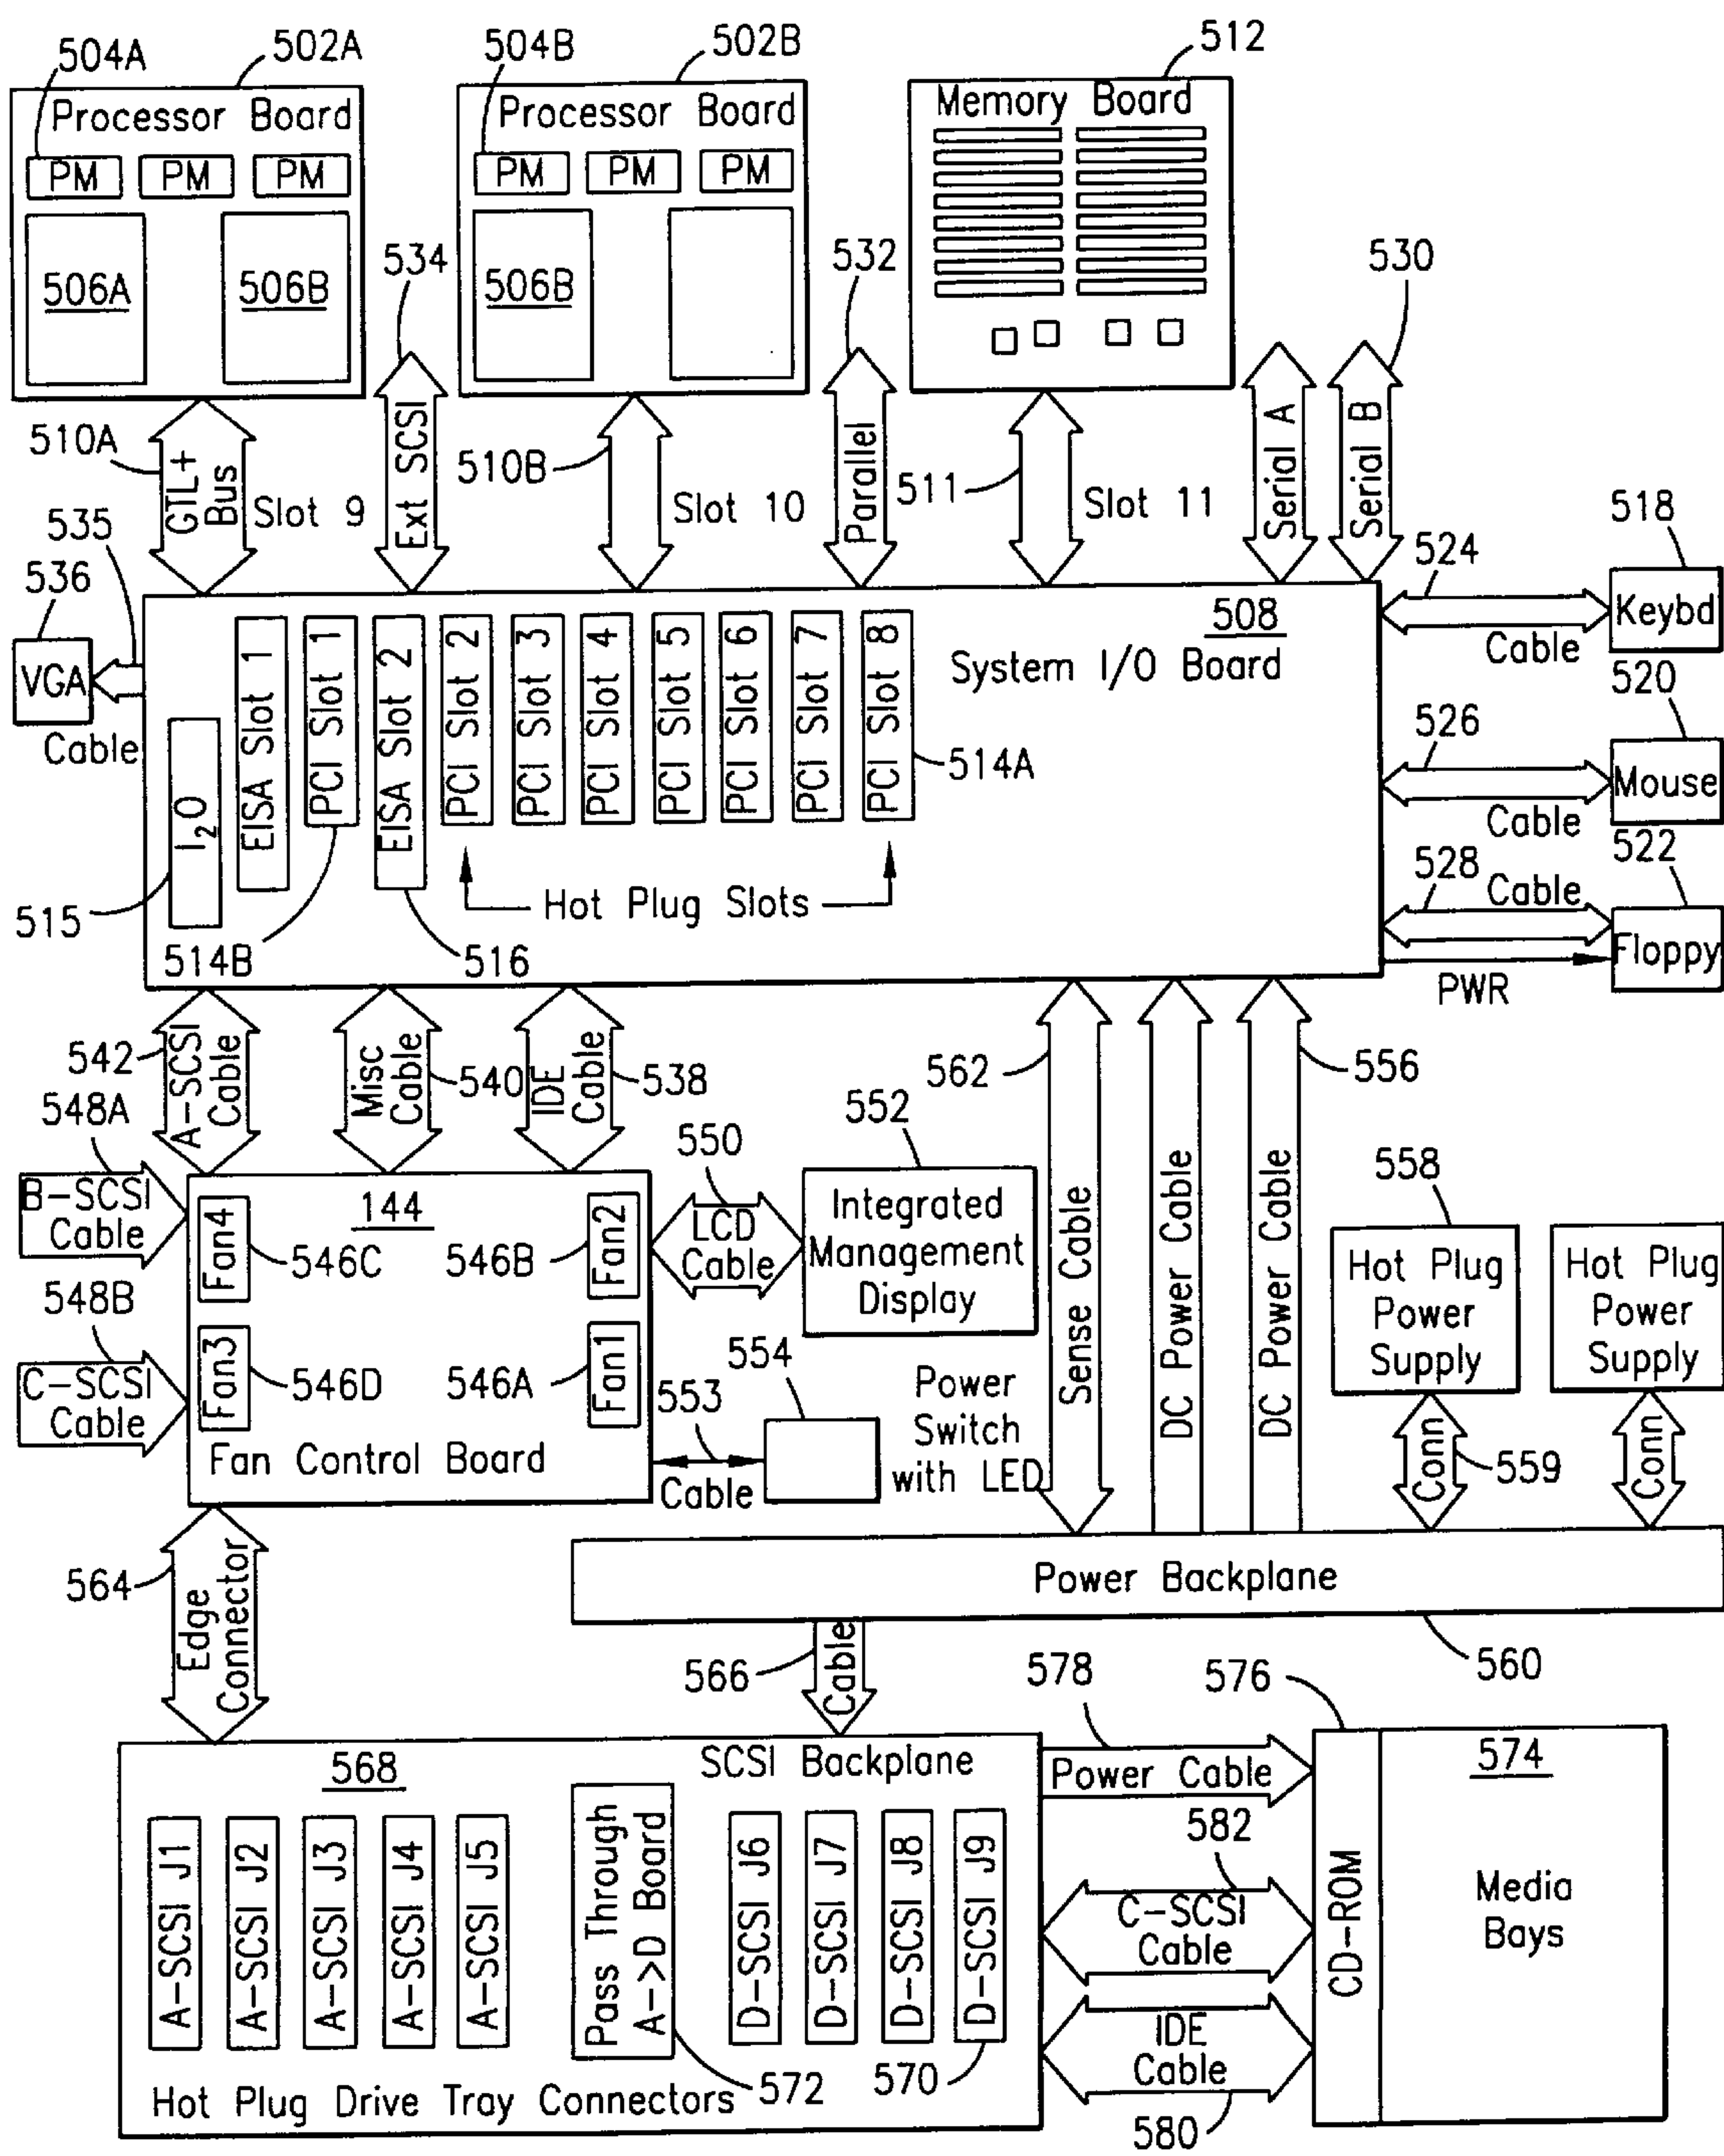 504A
502A
504B
502B
512
Processor Board
PM
PM
PM
506A
506B
Processor Board
PM
PM
PM
506B
Memory Board
534
532
530
510A
GTL+
Bus
Slot 9
Ext SCSI
510B
Slot 10
Parallel
511
Slot 11
Serial A
Serial B
535
536
VGA
Cable
524
518
Keybd
Cable
520
526
Mouse
Cable
522
528
Cable
Floppy
PWR
508
System I/O Board
I2O
EISA Slot 1
PCI Slot 1
EISA Slot 2
PCI Slot 2
PCI Slot 3
PCI Slot 4
PCI Slot 5
PCI Slot 6
PCI Slot 7
PCI Slot 8
514A
Hot Plug Slots
515
514B
516
542
A-SCSI
Cable
Misc
Cable
540
IDE
Cable
538
562
556
548A
B-SCSI
Cable
548B
C-SCSI
Cable
144
Fan4
546C
546B
Fan2
Fan3
546D
546A
Fan1
Fan Control Board
550
LCD
Cable
552
Integrated
Management
Display
554
553
Cable
Power
Switch
with LED
Sense Cable
DC Power Cable
DC Power Cable
558
Hot Plug
Power
Supply
Hot Plug
Power
Supply
Conn
559
Conn
Power Backplane
560
564
Edge
Connector
566
Cable
578
576
568
SCSI Backplane
A-SCSI J1
A-SCSI J2
A-SCSI J3
A-SCSI J4
A-SCSI J5
Pass Through
A->D Board
D-SCSI J6
D-SCSI J7
D-SCSI J8
D-SCSI J9
572
570
Hot Plug Drive Tray Connectors
Power Cable
582
C-SCSI
Cable
IDE
Cable
580
CD-ROM
574
Media
Bays